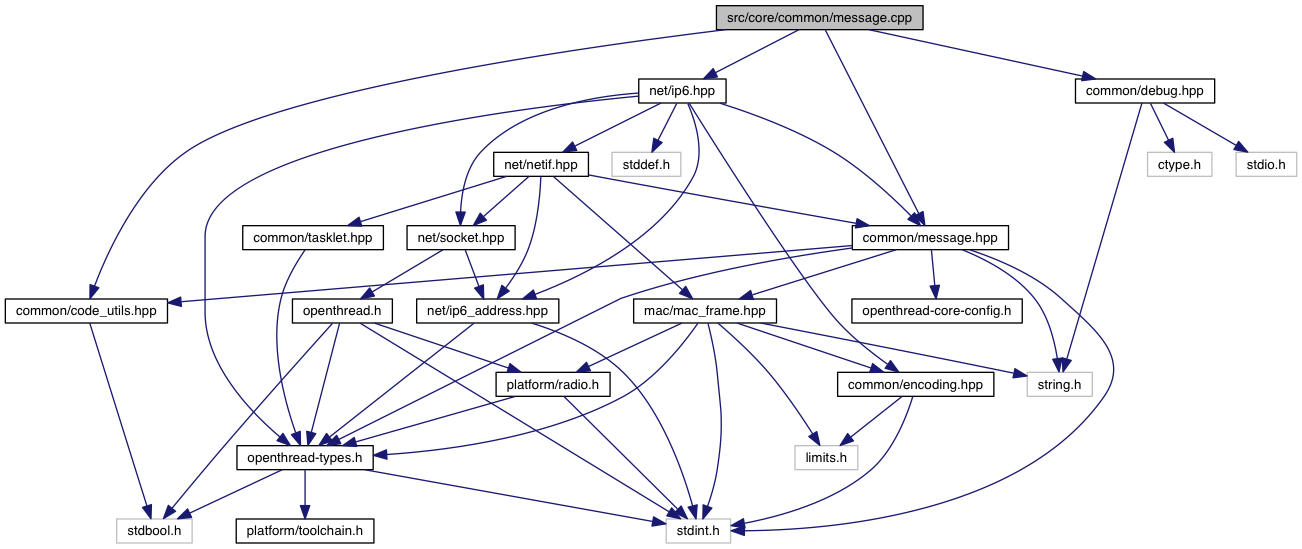 src/core/common/message.cpp
net/ip6.hpp
common/debug.hpp
net/netif.hpp
stddef.h
ctype.h
stdio.h
common/tasklet.hpp
net/socket.hpp
common/message.hpp
common/code_utils.hpp
openthread.h
net/ip6_address.hpp
mac/mac_frame.hpp
openthread-core-config.h
platform/radio.h
common/encoding.hpp
string.h
openthread-types.h
limits.h
stdbool.h
platform/toolchain.h
stdint.h